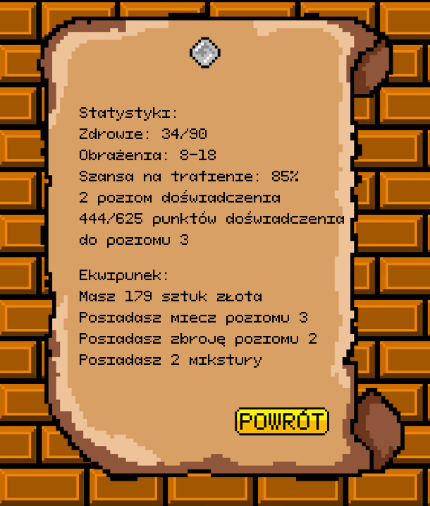 Statystyki:
Zdrowie: 34/90
Obrażenia: 8-18
Szansa na trafienie: 85%
2 poziom doświadczenia
444/625 punktów doświadczenia
do poziomu 3
Ekwipunek:
Masz 179 sztuk złota
Posiadasz miecz poziomu 3
Posiadasz zbroję poziomu 2
Posiadasz 2 mikstury
POWRÓT